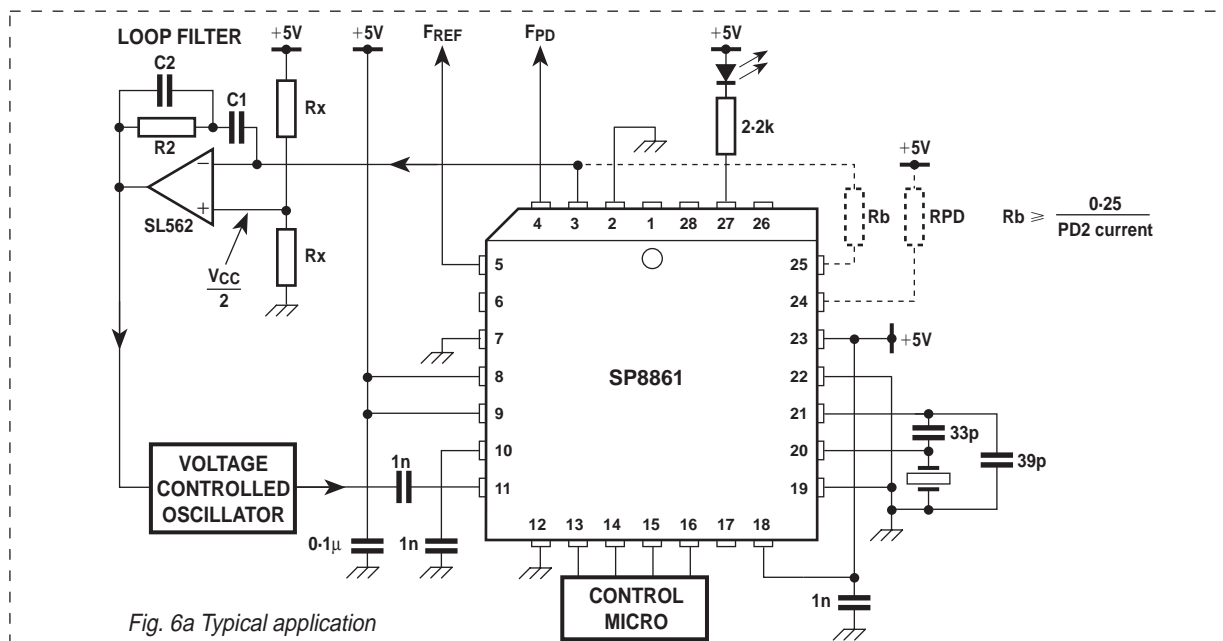 LOOP FILTER
+5V
+5V
FREF
FPD
+5V
C2
C1
Rx
R2
2·2k
+5V
−
+
SL562
Rx
VCC
2
4 3 2 1 28 27 26
Rb
RPD
Rb ⩾ 0·25
PD2 current
5
6
7
8
9
10
11
25
24
23
22
21
20
19
+5V
SP8861
33p
39p
VOLTAGE
CONTROLLED
OSCILLATOR
1n
0·1µ
1n
12 13 14 15 16 17 18
CONTROL
MICRO
1n
Fig. 6a Typical application